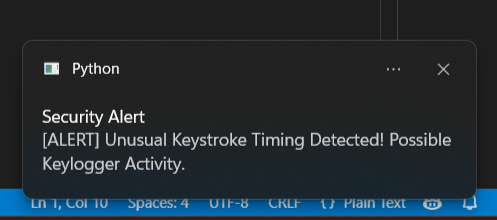 Python
Security Alert
[ALERT] Unusual Keystroke Timing Detected! Possible
Keylogger Activity.
Ln 1, Col 10 Spaces: 4 UTF-8 CRLF {} Plain Text